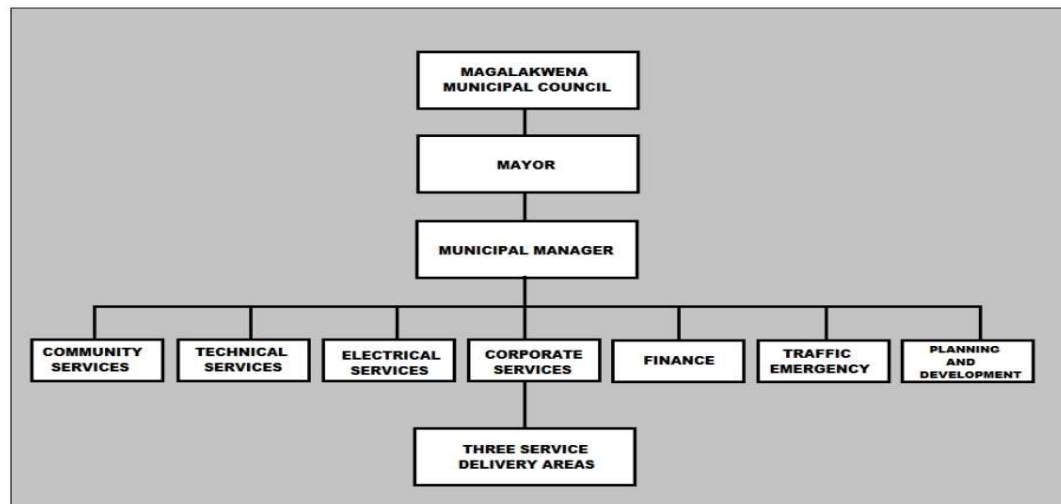 MAGALAKWENA
MUNICIPAL COUNCIL
MAYOR
MUNICIPAL MANAGER
COMMUNITY
SERVICES
TECHNICAL
SERVICES
ELECTRICAL
SERVICES
CORPORATE
SERVICES
FINANCE
TRAFFIC
EMERGENCY
PLANNING
AND
DEVELOPMENT
THREE SERVICE
DELIVERY AREAS